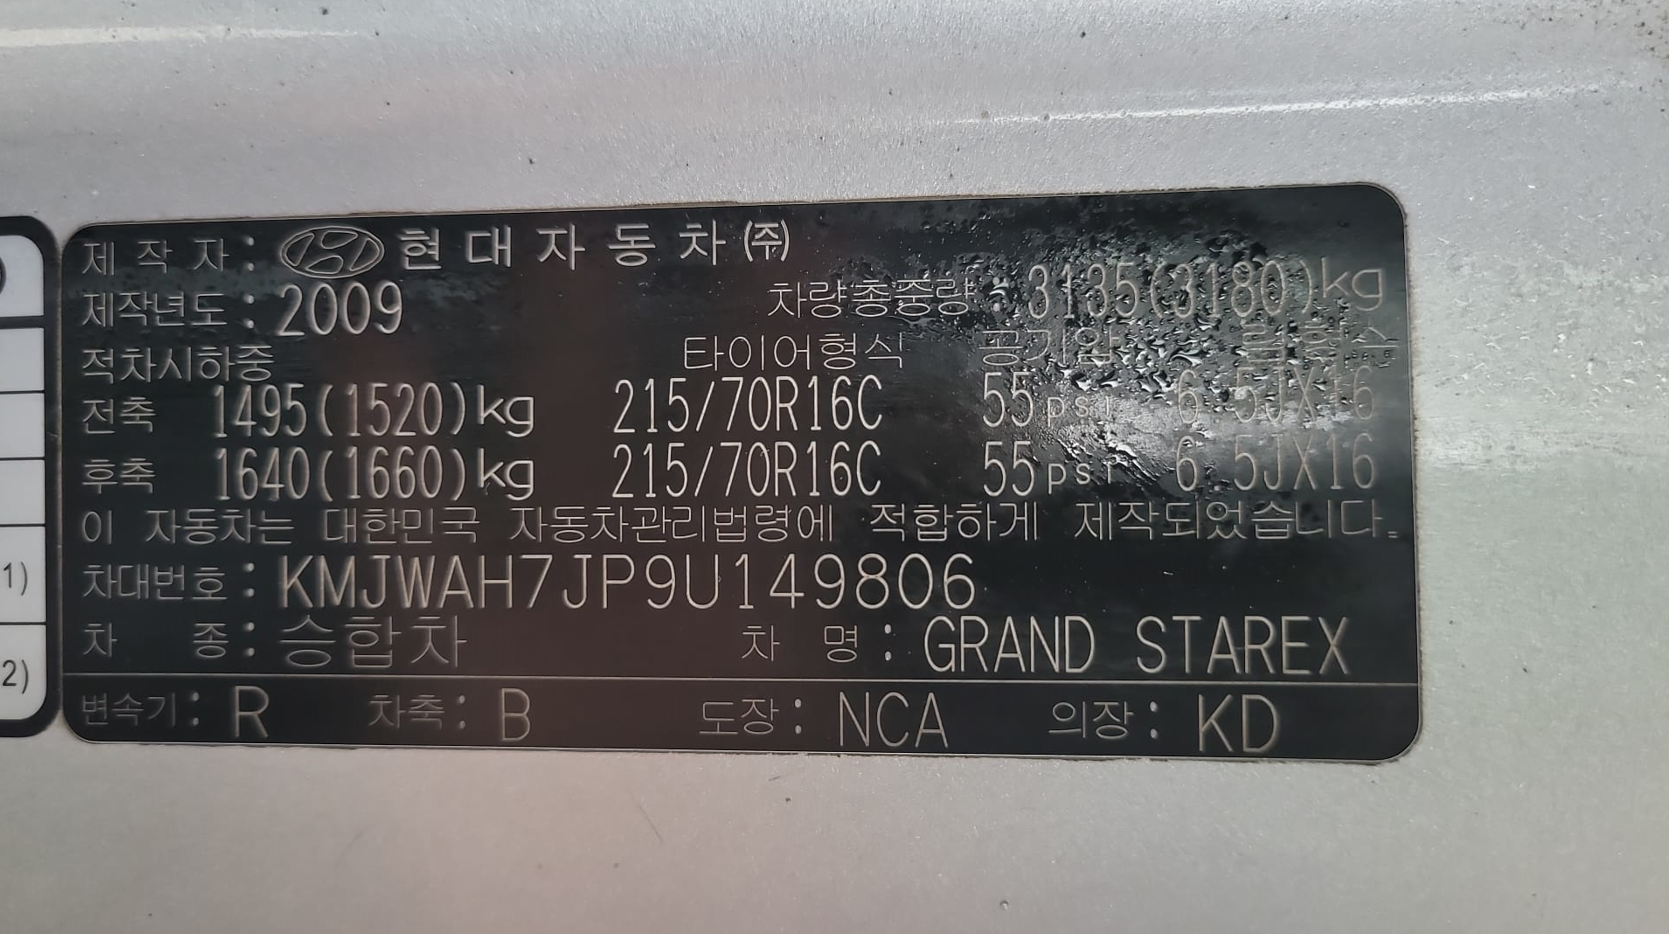 제 작 자 : 현 대 자 동 차 ㈜
제작년도 : 2009 차량총중량 : 3135(3180)kg
적차시하중 타이어형식 공기압 림형식
전축 1495(1520)kg 215/70R16C 55psi 6.5JX16
후축 1640(1660)kg 215/70R16C 55psi 6.5JX16
이 자동차는 대한민국 자동차관리법령에 적합하게 제작되었습니다.
차대번호 : KMJWAH7JP9U149806
차 종 : 승합차 차 명 : GRAND STAREX
변속기 : R 차축 : B 도장 : NCA 의장 : KD
1)
2)